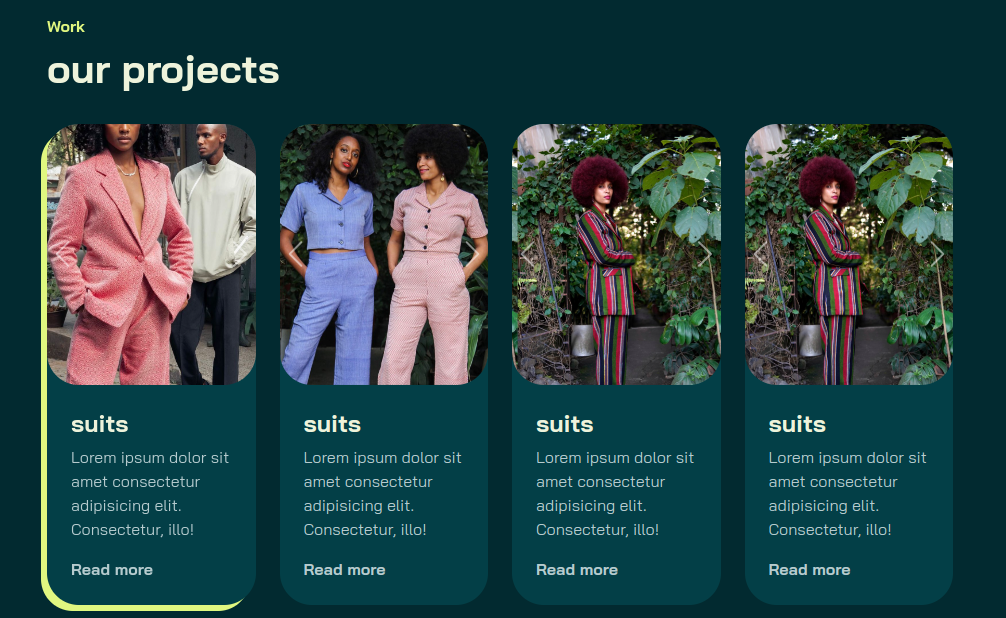 Work
our projects
suits
Lorem ipsum dolor sit
amet consectetur
adipisicing elit.
Consectetur, illo!
Read more
suits
Lorem ipsum dolor sit
amet consectetur
adipisicing elit.
Consectetur, illo!
Read more
suits
Lorem ipsum dolor sit
amet consectetur
adipisicing elit.
Consectetur, illo!
Read more
suits
Lorem ipsum dolor sit
amet consectetur
adipisicing elit.
Consectetur, illo!
Read more